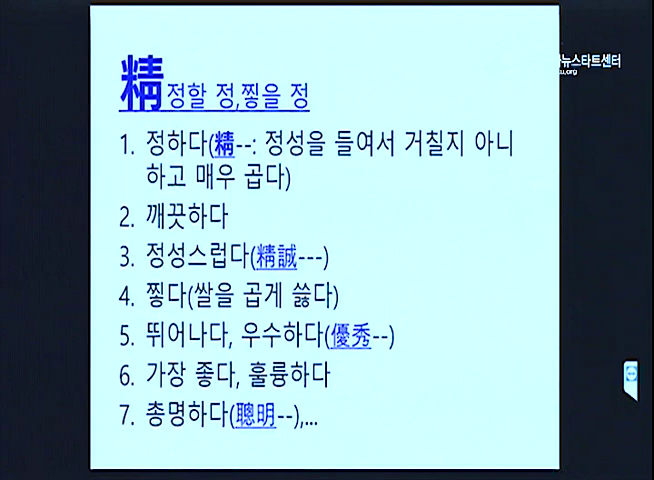 뉴스타트센터
u.org
精정할 정,찧을 정
1. 정하다(精--: 정성을 들여서 거칠지 아니
하고 매우 곱다)
2. 깨끗하다
3. 정성스럽다(精誠---)
4. 찧다(쌀을 곱게 쓿다)
5. 뛰어나다, 우수하다(優秀--)
6. 가장 좋다, 훌륭하다
7. 총명하다(聰明--),...